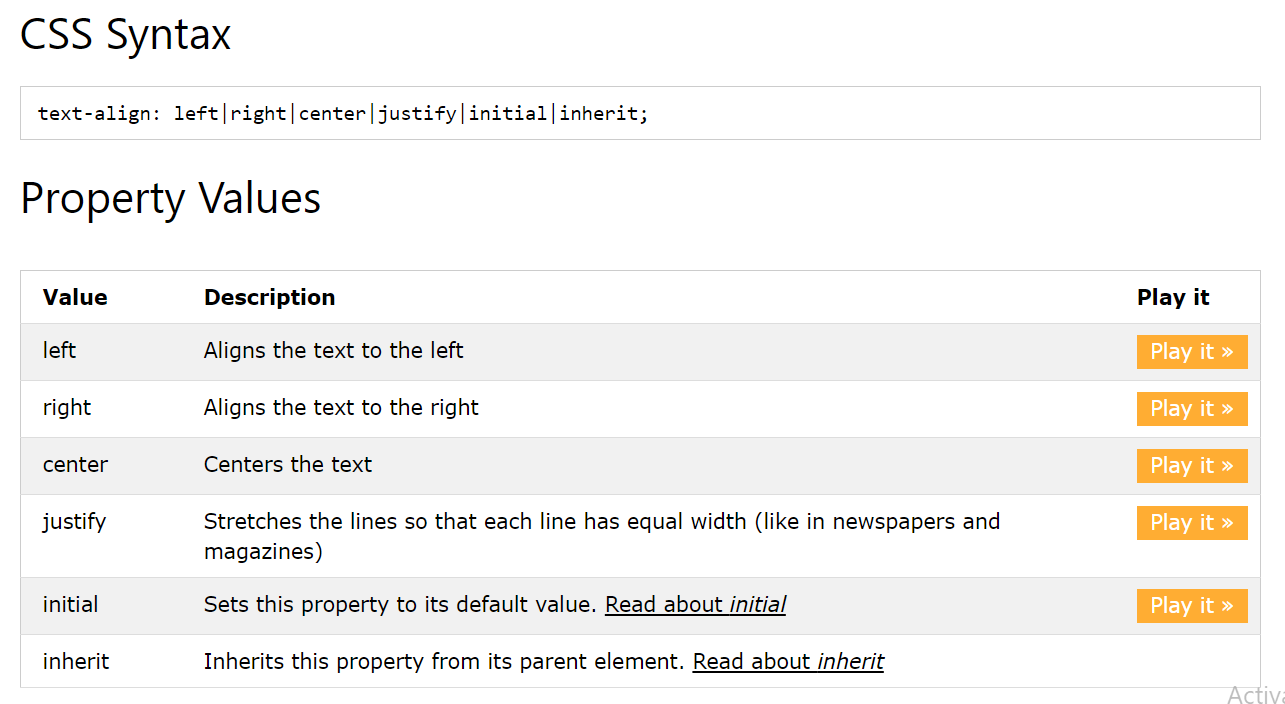 CSS Syntax
text-align: left|right|center|justify|initial|inherit;
Property Values
Value Description Play it
left Aligns the text to the left Play it »
right Aligns the text to the right Play it »
center Centers the text Play it »
justify Stretches the lines so that each line has equal width (like in newspapers and Play it »
magazines)
initial Sets this property to its default value. Read about initial Play it »
inherit Inherits this property from its parent element. Read about inherit